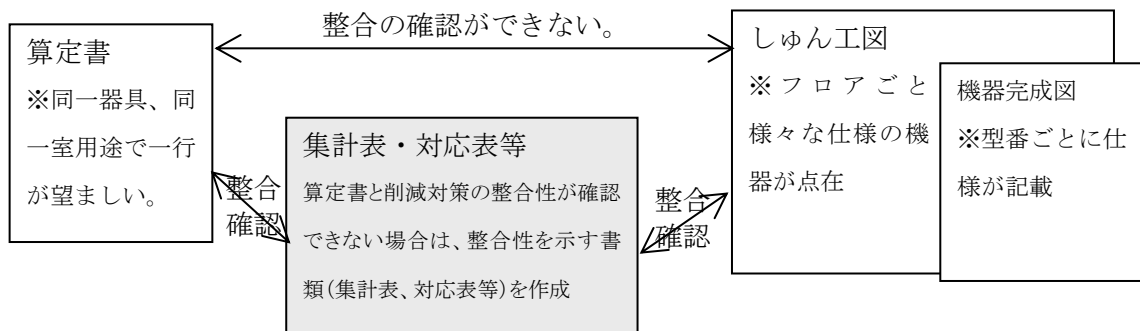 整合の確認ができない。
算定書
※同一器具、同
一室用途で一行
が望ましい。
整合
確認
集計表・対応表等
算定書と削減対策の整合性が確認
できない場合は、整合性を示す書
類(集計表、対応表等)を作成
整合
確認
しゅん工図
※フロアごと
様々な仕様の機
器が点在
機器完成図
※型番ごとに仕
様が記載